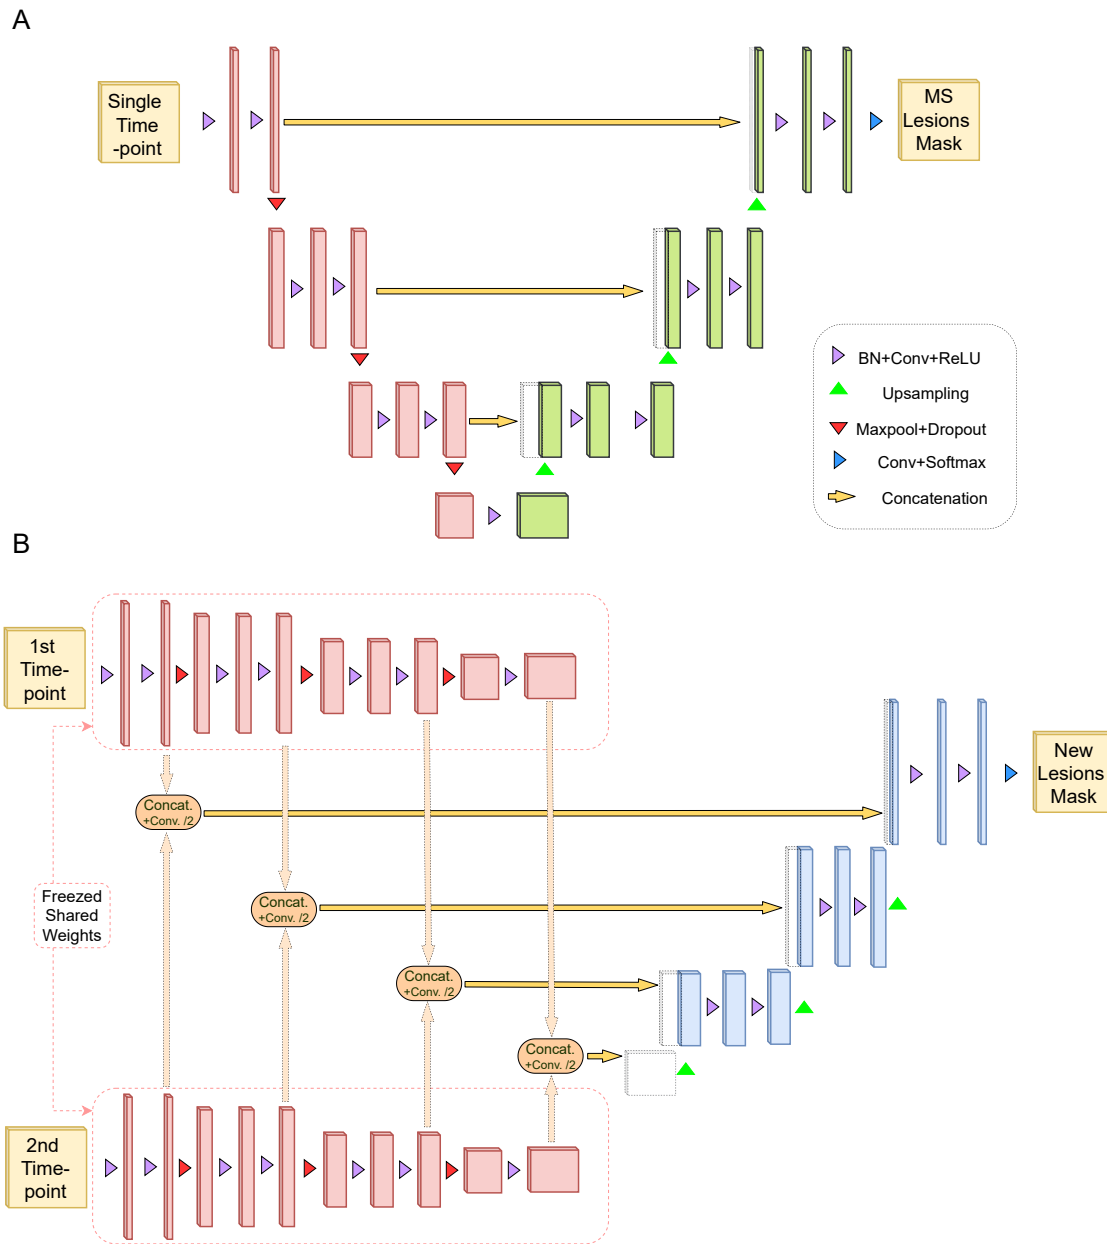 A
Single
Time
-point
MS
Lesions
Mask
BN+Conv+ReLU
Upsampling
Maxpool+Dropout
Conv+Softmax
Concatenation
B
1st
Time-
point
New
Lesions
Mask
Concat.
+Conv. /2
Freezed
Shared
Weights
Concat.
+Conv. /2
Concat.
+Conv. /2
Concat.
+Conv. /2
2nd
Time-
point